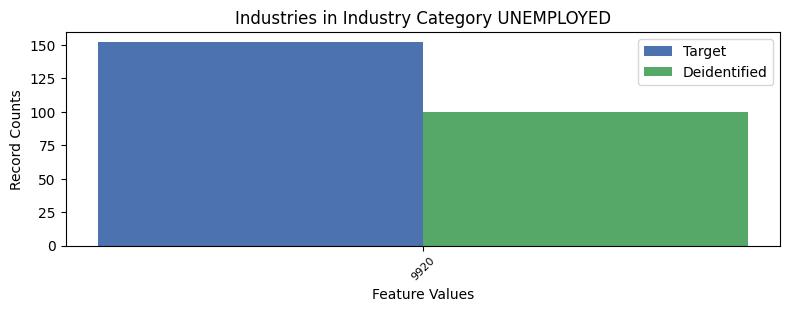 Industries in Industry Category UNEMPLOYED
150
125
100
75
50
25
0
Record Counts
Target
Deidentified
9920
Feature Values